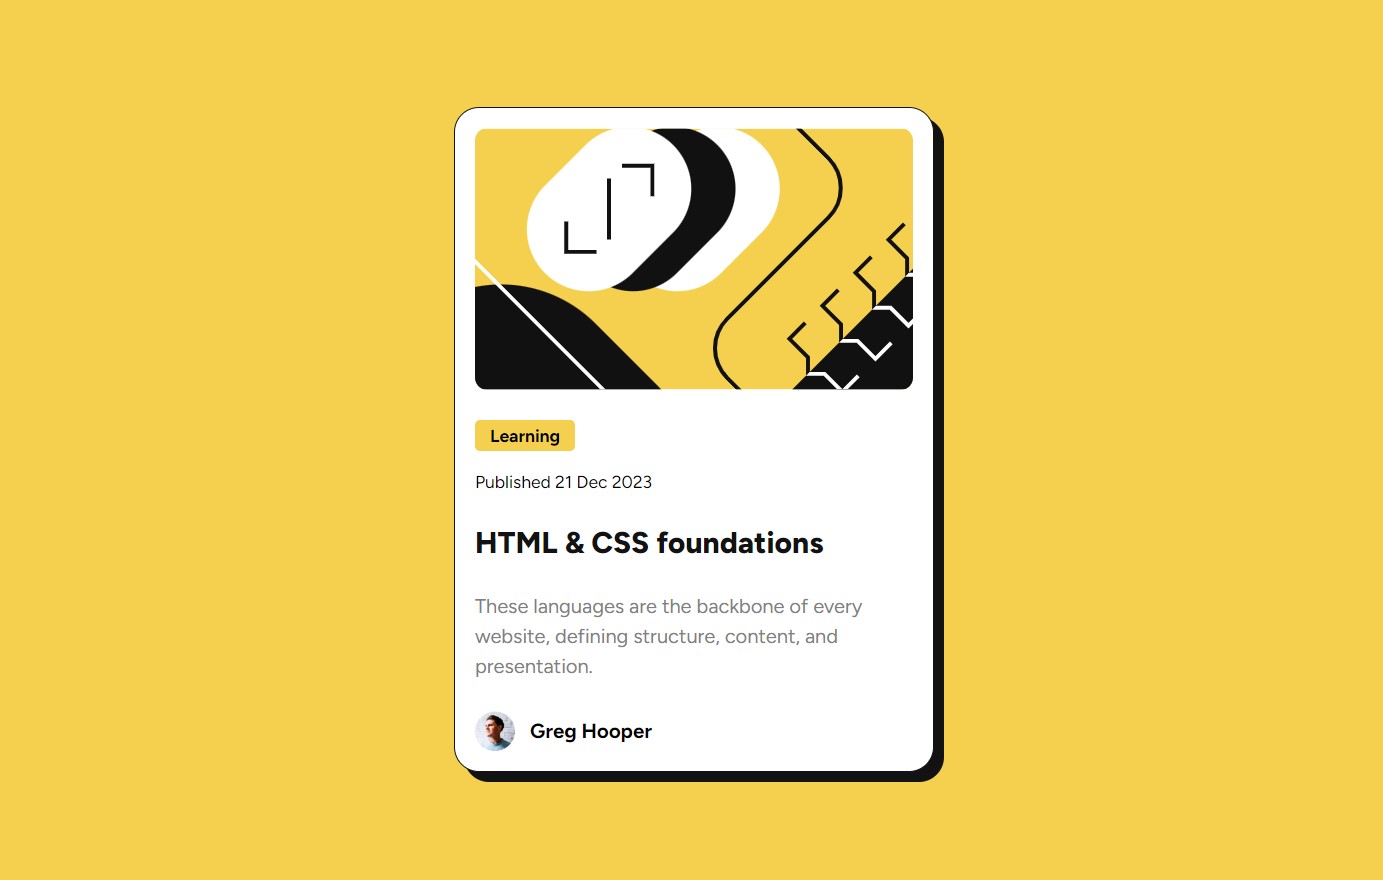 Learning
Published 21 Dec 2023
HTML & CSS foundations
These languages are the backbone of every
website, defining structure, content, and
presentation.
Greg Hooper